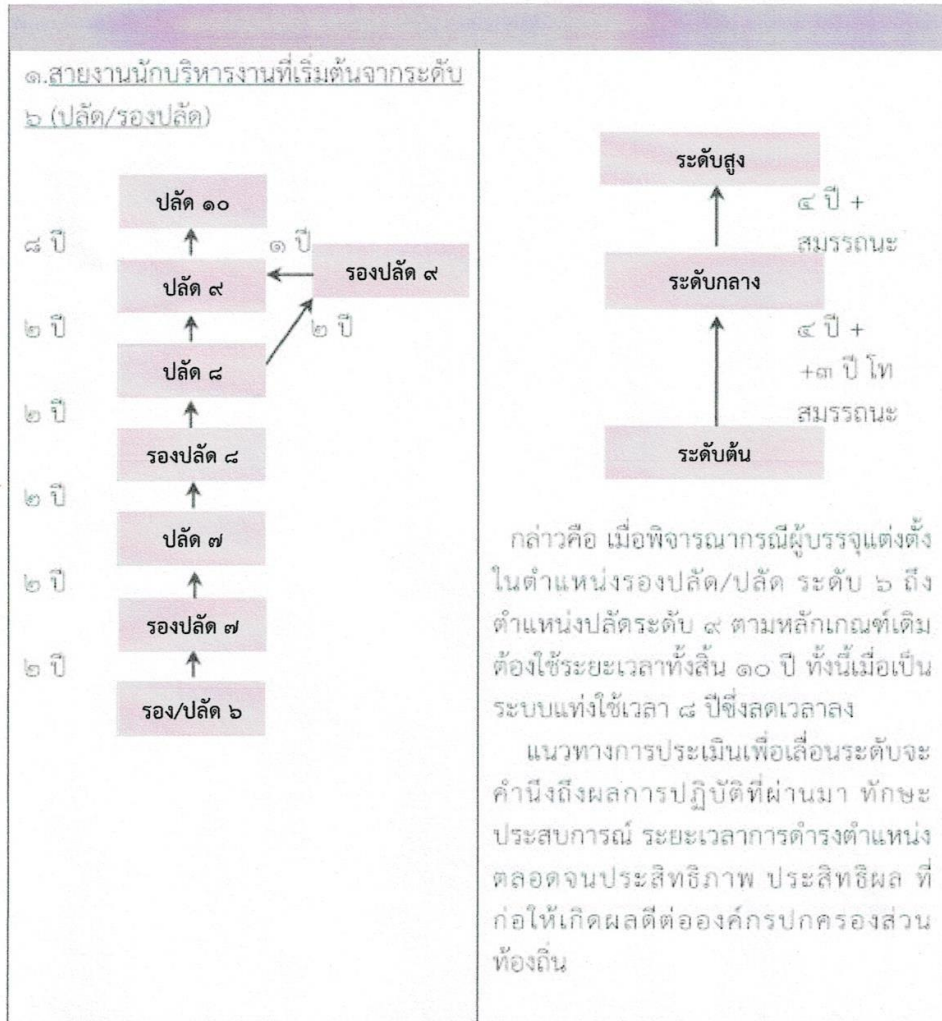 ๑.สายงานนักบริหารงานที่เริ่มต้นจากระดับ
๖ (ปลัด/รองปลัด)
ปลัด ๑๐
๘ ปี
๑ ปี
ปลัด ๙
รองปลัด ๙
๒ ปี
๒ ปี
ปลัด ๘
๒ ปี
รองปลัด ๘
๒ ปี
ปลัด ๗
๒ ปี
รองปลัด ๗
๒ ปี
รอง/ปลัด ๖
ระดับสูง
๔ ปี +
สมรรถนะ
ระดับกลาง
๔ ปี +
+๓ ปี โท
สมรรถนะ
ระดับต้น
กล่าวคือ เมื่อพิจารณากรณีผู้บรรจุแต่งตั้ง
ในตำแหน่งรองปลัด/ปลัด ระดับ ๖ ถึง
ตำแหน่งปลัดระดับ ๙ ตามหลักเกณฑ์เดิม
ต้องใช้ระยะเวลาทั้งสิ้น ๑๐ ปี ทั้งนี้เมื่อเป็น
ระบบแท่งใช้เวลา ๘ ปีซึ่งลดเวลาลง
แนวทางการประเมินเพื่อเลื่อนระดับจะ
คำนึงถึงผลการปฏิบัติที่ผ่านมา ทักษะ
ประสบการณ์ ระยะเวลาการดำรงตำแหน่ง
ตลอดจนประสิทธิภาพ ประสิทธิผล ที่
ก่อให้เกิดผลดีต่อองค์กรปกครองส่วน
ท้องถิ่น